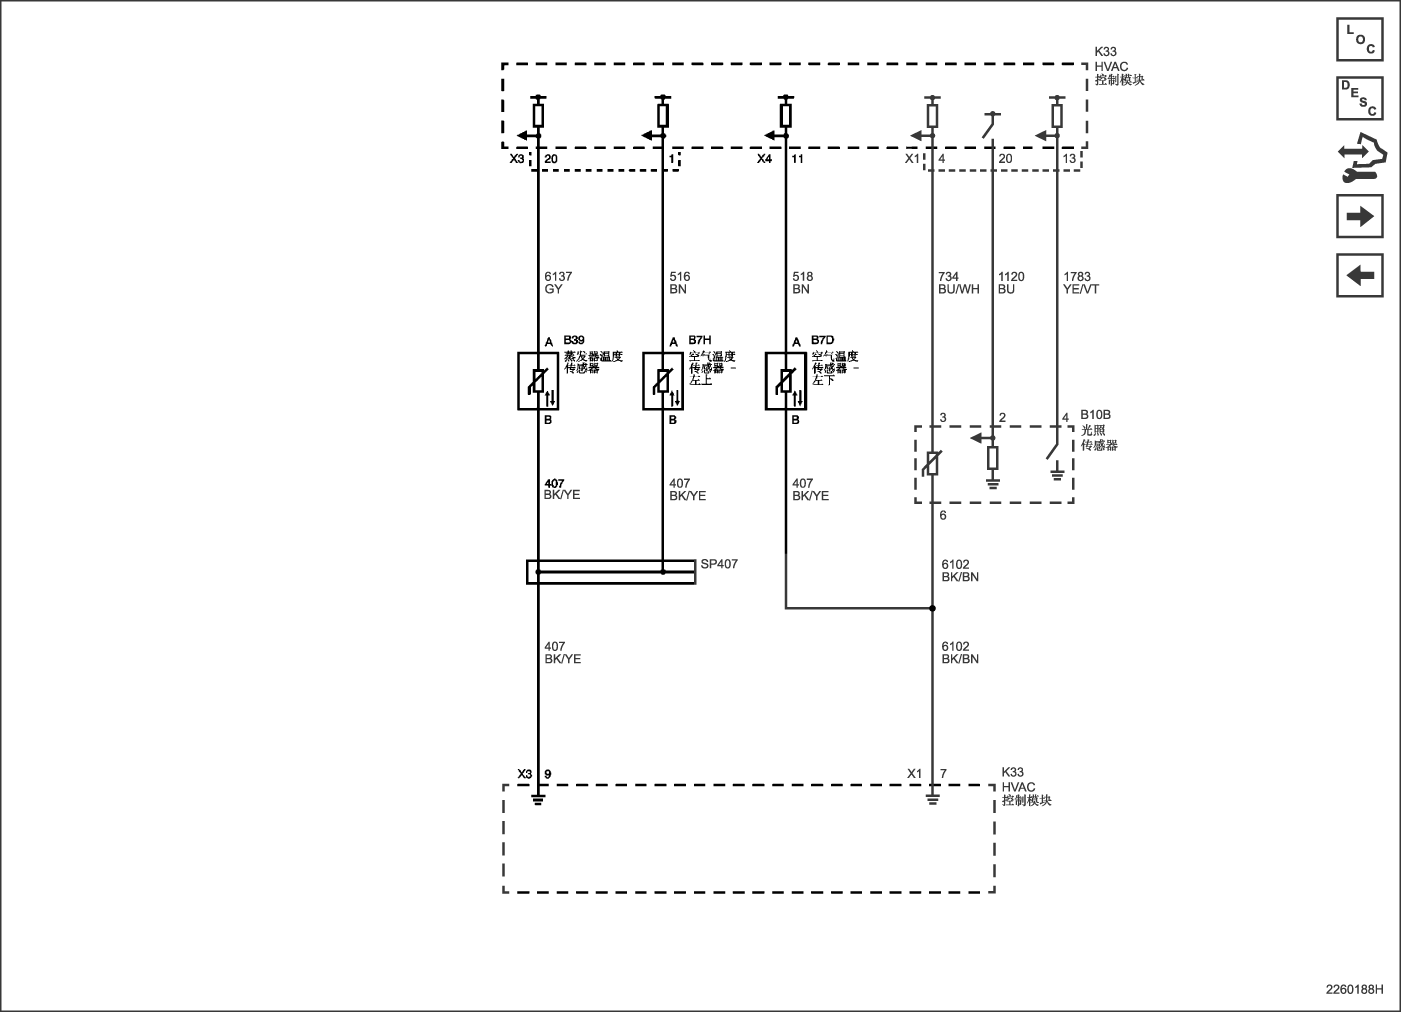 L
O
C
D
E
S
C
K33
HVAC
控制模块
X3 20
1
X4 11
X1 4
20
13
6137
GY
516
BN
518
BN
734
BU/WH
1120
BU
1783
YE/VT
A
B39
蒸发器温度
传感器
B
A
B7H
空气温度
传感器 -
左上
B
A
B7D
空气温度
传感器 -
左下
B
3
2
4
B10B
光照
传感器
6
407
BK/YE
407
BK/YE
407
BK/YE
SP407
6102
BK/BN
407
BK/YE
6102
BK/BN
X3 9
X1 7
K33
HVAC
控制模块
2260188H